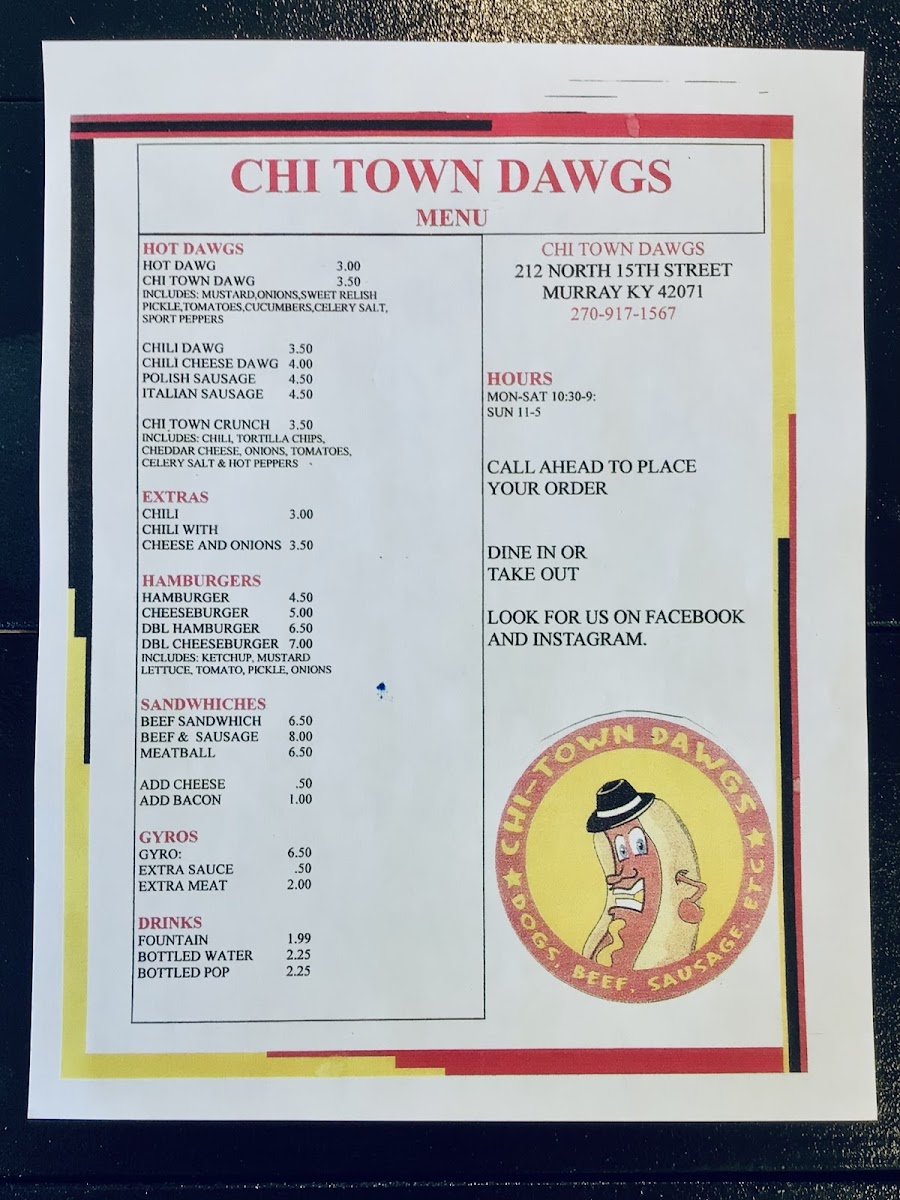 CHI TOWN DAWGS
MENU
HOT DAWGS
HOT DAWG 3.00
CHI TOWN DAWG 3.50
INCLUDES: MUSTARD,ONIONS,SWEET RELISH
PICKLE,TOMATOES,CUCUMBERS,CELERY SALT,
SPORT PEPPERS
CHILI DAWG 3.50
CHILI CHEESE DAWG 4.00
POLISH SAUSAGE 4.50
ITALIAN SAUSAGE 4.50
CHI TOWN CRUNCH 3.50
INCLUDES: CHILI, TORTILLA CHIPS,
CHEDDAR CHEESE, ONIONS, TOMATOES,
CELERY SALT & HOT PEPPERS
EXTRAS
CHILI 3.00
CHILI WITH
CHEESE AND ONIONS 3.50
HAMBURGERS
HAMBURGER 4.50
CHEESEBURGER 5.00
DBL HAMBURGER 6.50
DBL CHEESEBURGER 7.00
INCLUDES: KETCHUP, MUSTARD
LETTUCE, TOMATO, PICKLE, ONIONS
SANDWHICHES
BEEF SANDWHICH 6.50
BEEF & SAUSAGE 8.00
MEATBALL 6.50
ADD CHEESE .50
ADD BACON 1.00
GYROS
GYRO: 6.50
EXTRA SAUCE .50
EXTRA MEAT 2.00
DRINKS
FOUNTAIN 1.99
BOTTLED WATER 2.25
BOTTLED POP 2.25
CHI TOWN DAWGS
212 NORTH 15TH STREET
MURRAY KY 42071
270-917-1567
HOURS
MON-SAT 10:30-9:
SUN 11-5
CALL AHEAD TO PLACE
YOUR ORDER
DINE IN OR
TAKE OUT
LOOK FOR US ON FACEBOOK
AND INSTAGRAM.
CHI-TOWN DAWGS
DOGS, BEEF, SAUSAGE, ETC